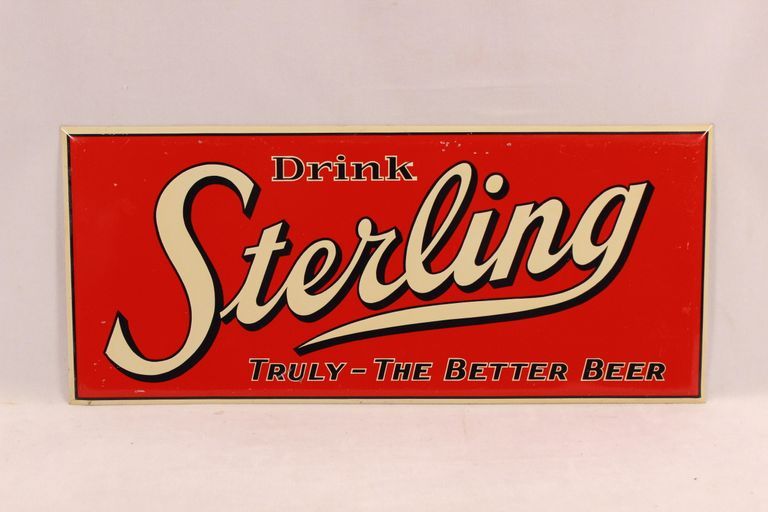 Drink
Sterling
TRULY – THE BETTER BEER